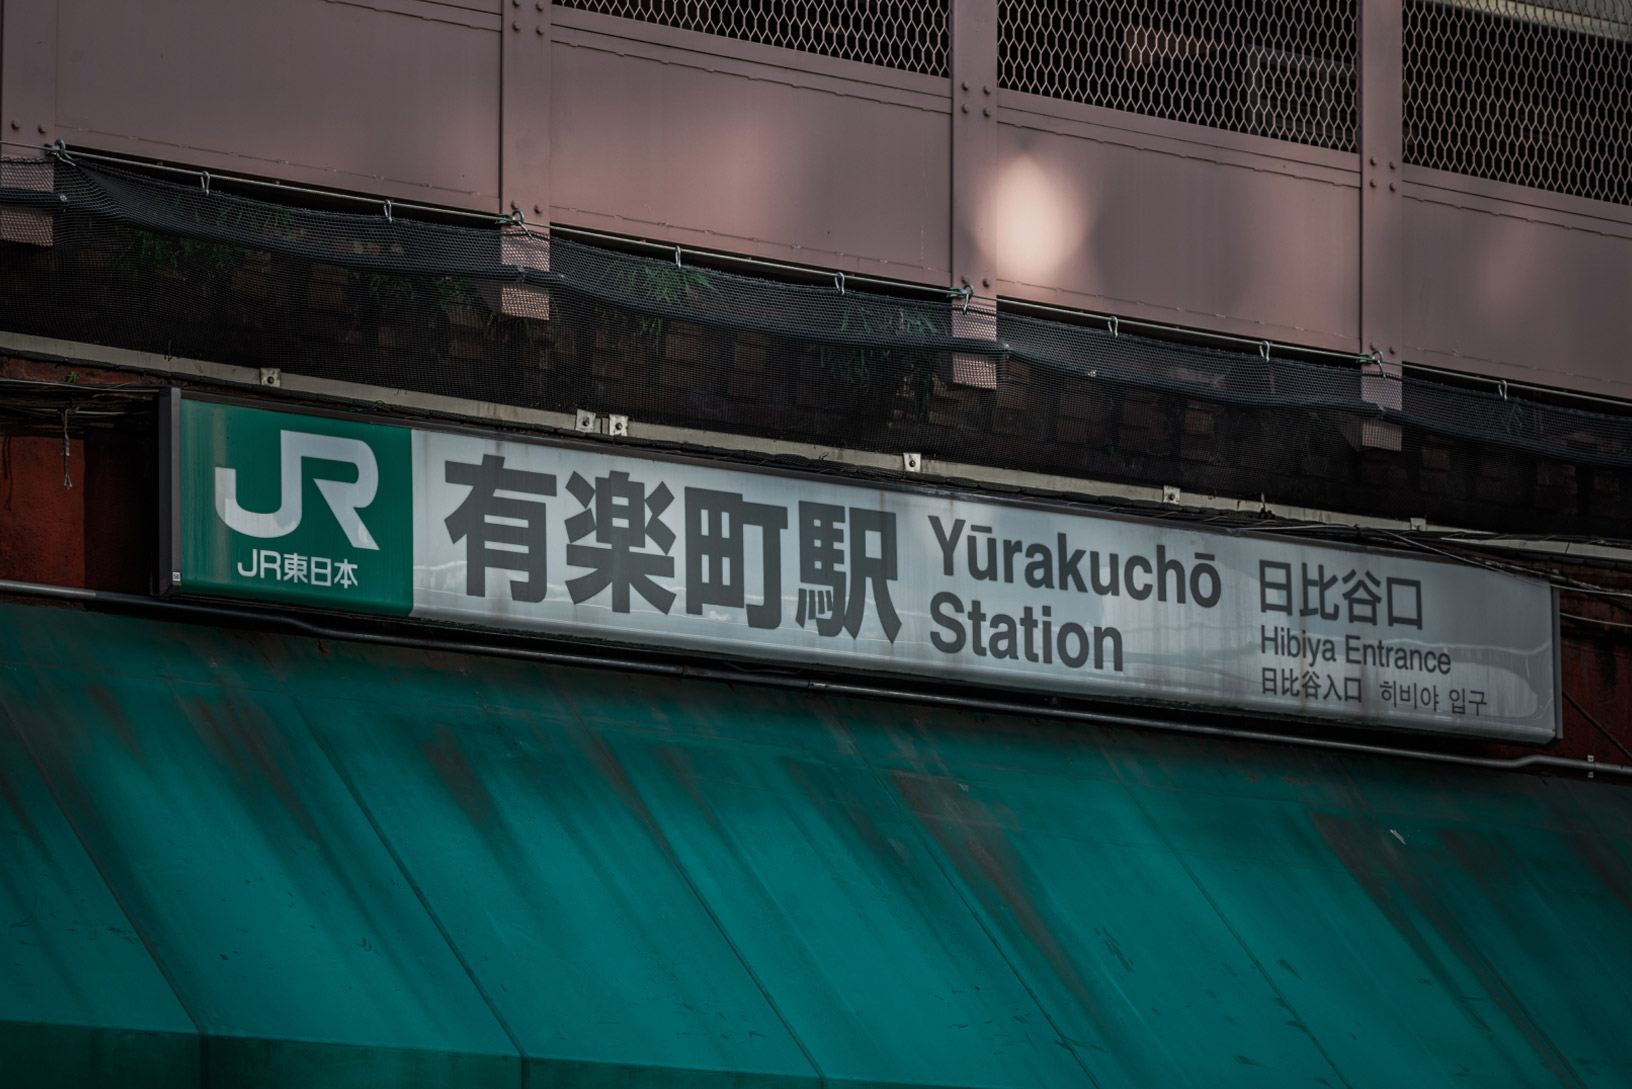 JR
JR東日本
有楽町駅
Yūrakuchō
Station
日比谷口
Hibiya Entrance
日比谷入口 히비야 입구